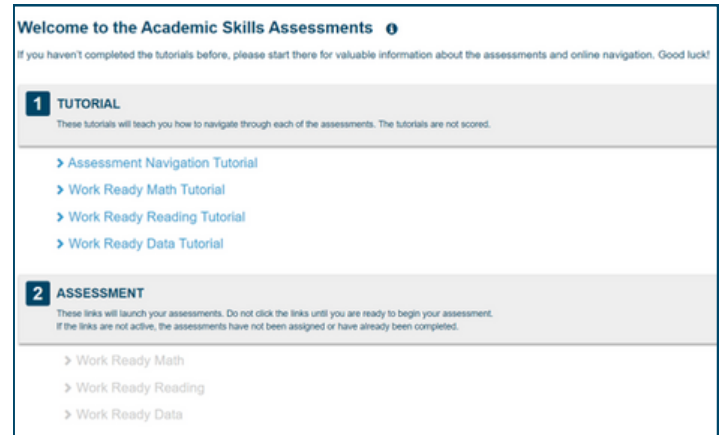 Welcome to the Academic Skills Assessments
If you haven't completed the tutorials before, please start there for valuable information about the assessments and online navigation. Good luck!
1 TUTORIAL
These tutorials will teach you how to navigate through each of the assessments. The tutorials are not scored.
Assessment Navigation Tutorial
Work Ready Math Tutorial
Work Ready Reading Tutorial
Work Ready Data Tutorial
2 ASSESSMENT
These links will launch your assessments. Do not click the links until you are ready to begin your assessment.
If the links are not active, the assessments have not been assigned or have already been completed.
Work Ready Math
Work Ready Reading
Work Ready Data